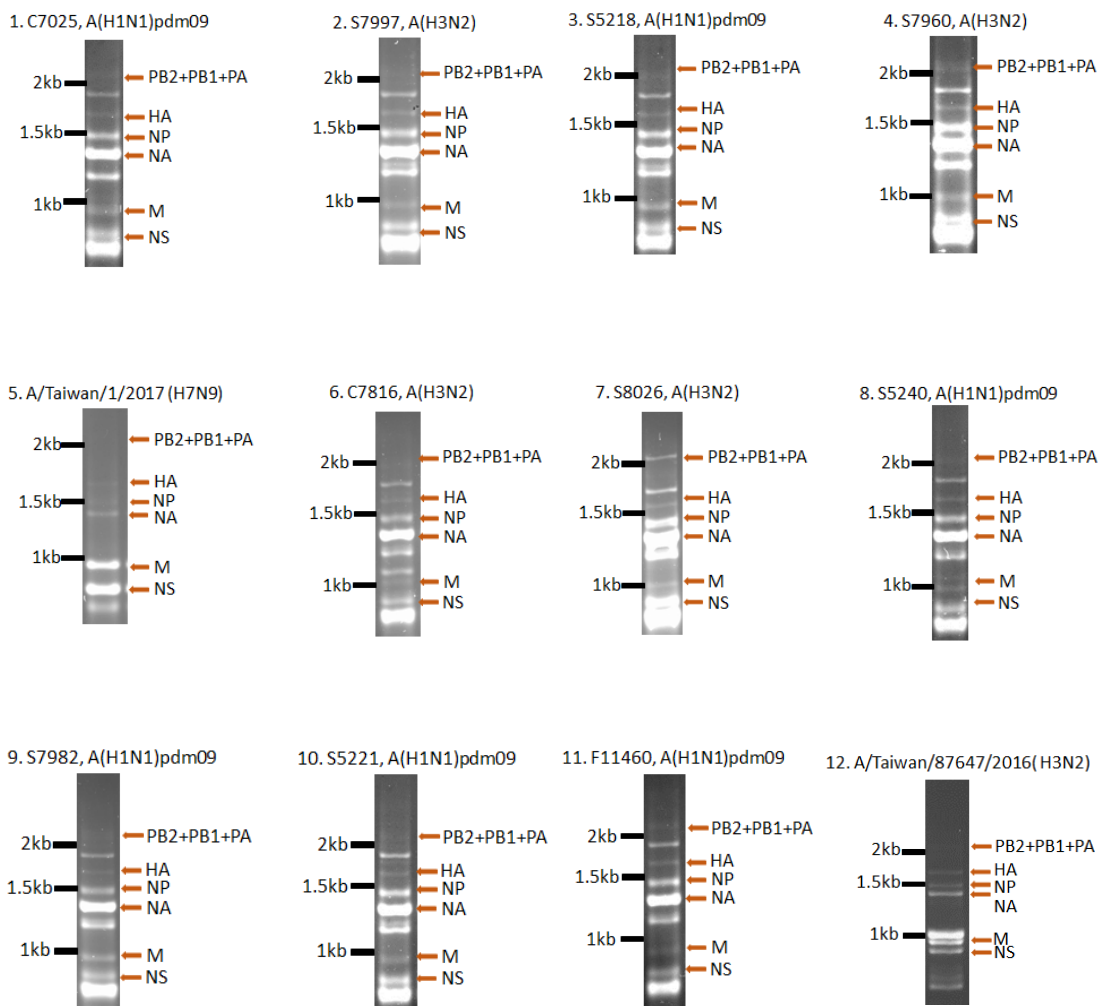 1. C7025, A(H1N1)pdm09
2kb
PB2+PB1+PA
HA
1.5kb
NP
NA
1kb
M
NS
2. S7997, A(H3N2)
2kb
PB2+PB1+PA
HA
1.5kb
NP
NA
1kb
M
NS
3. S5218, A(H1N1)pdm09
2kb
PB2+PB1+PA
HA
1.5kb
NP
NA
1kb
M
NS
4. S7960, A(H3N2)
2kb
PB2+PB1+PA
HA
1.5kb
NP
NA
1kb
M
NS
5. A/Taiwan/1/2017 (H7N9)
2kb
PB2+PB1+PA
HA
1.5kb
NP
NA
1kb
M
NS
6. C7816, A(H3N2)
2kb
PB2+PB1+PA
HA
1.5kb
NP
NA
1kb
M
NS
7. S8026, A(H3N2)
2kb
PB2+PB1+PA
HA
1.5kb
NP
NA
1kb
M
NS
8. S5240, A(H1N1)pdm09
2kb
PB2+PB1+PA
HA
1.5kb
NP
NA
1kb
M
NS
9. S7982, A(H1N1)pdm09
2kb
PB2+PB1+PA
HA
1.5kb
NP
NA
1kb
M
NS
10. S5221, A(H1N1)pdm09
2kb
PB2+PB1+PA
HA
1.5kb
NP
NA
1kb
M
NS
11. F11460, A(H1N1)pdm09
2kb
PB2+PB1+PA
HA
1.5kb
NP
NA
1kb
M
NS
12. A/Taiwan/87647/2016(H3N2)
2kb
PB2+PB1+PA
HA
1.5kb
NP
NA
1kb
M
NS